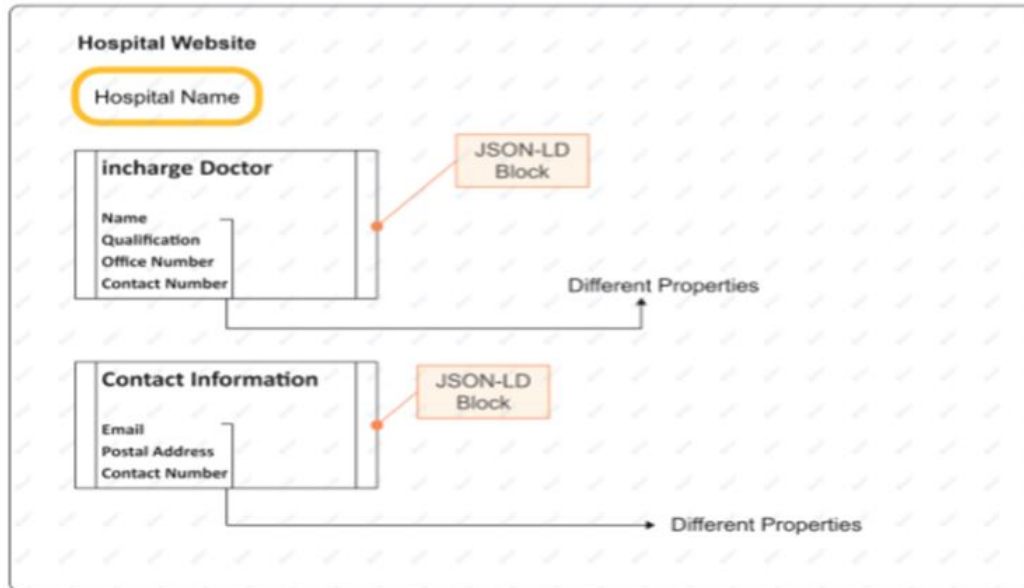 Hospital Website
Hospital Name
incharge Doctor
JSON-LD
Block
Name
Qualification
Office Number
Contact Number
Different Properties
Contact Information
JSON-LD
Block
Email
Postal Address
Contact Number
Different Properties